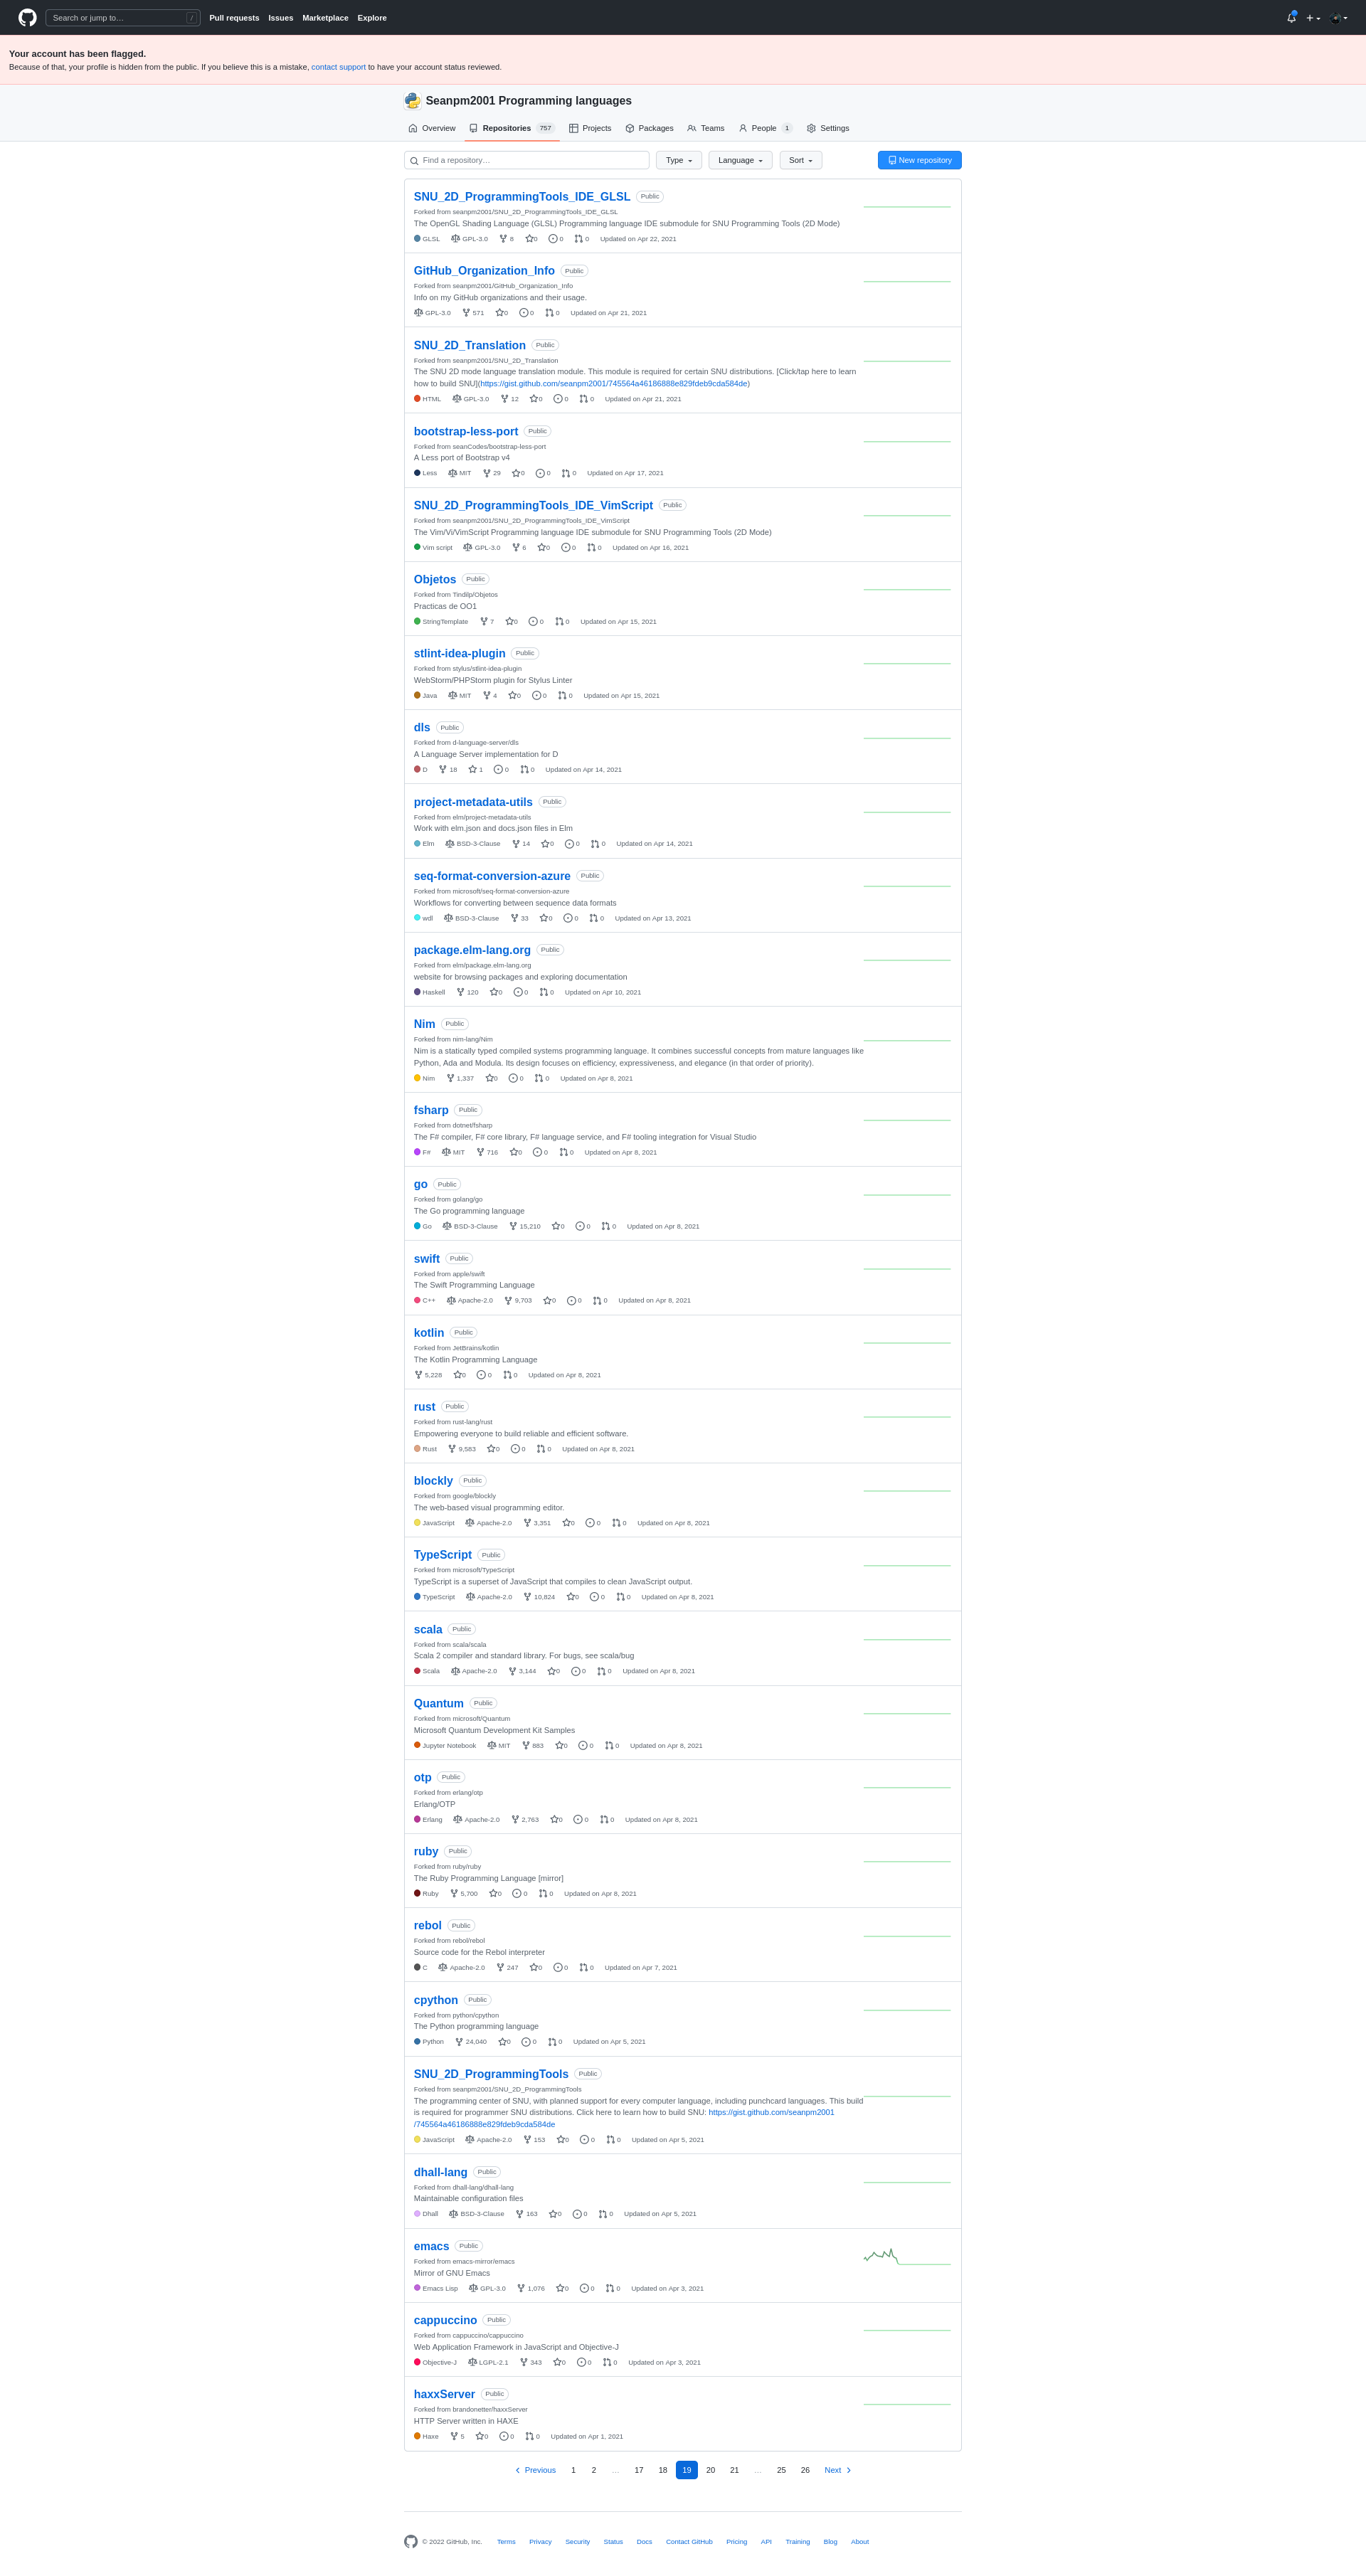 Search or jump to… /
Pull requests Issues Marketplace Explore
Your account has been flagged.
Because of that, your profile is hidden from the public. If you believe this is a mistake, contact support to have your account status reviewed.
Seanpm2001 Programming languages
Overview Repositories 757 Projects Packages Teams People 1 Settings
Find a repository… Type Language Sort New repository
SNU_2D_ProgrammingTools_IDE_GLSL Public
Forked from seanpm2001/SNU_2D_ProgrammingTools_IDE_GLSL
The OpenGL Shading Language (GLSL) Programming language IDE submodule for SNU Programming Tools (2D Mode)
GLSL GPL-3.0 8 0 0 0 Updated on Apr 22, 2021
GitHub_Organization_Info Public
Forked from seanpm2001/GitHub_Organization_Info
Info on my GitHub organizations and their usage.
GPL-3.0 571 0 0 0 Updated on Apr 21, 2021
SNU_2D_Translation Public
Forked from seanpm2001/SNU_2D_Translation
The SNU 2D mode language translation module. This module is required for certain SNU distributions. [Click/tap here to learn
how to build SNU](https://gist.github.com/seanpm2001/745564a46186888e829fdeb9cda584de)
HTML GPL-3.0 12 0 0 0 Updated on Apr 21, 2021
bootstrap-less-port Public
Forked from seanCodes/bootstrap-less-port
A Less port of Bootstrap v4
Less MIT 29 0 0 0 Updated on Apr 17, 2021
SNU_2D_ProgrammingTools_IDE_VimScript Public
Forked from seanpm2001/SNU_2D_ProgrammingTools_IDE_VimScript
The Vim/Vi/VimScript Programming language IDE submodule for SNU Programming Tools (2D Mode)
Vim script GPL-3.0 6 0 0 0 Updated on Apr 16, 2021
Objetos Public
Forked from Tindilp/Objetos
Practicas de OO1
StringTemplate 7 0 0 0 Updated on Apr 15, 2021
stlint-idea-plugin Public
Forked from stylus/stlint-idea-plugin
WebStorm/PHPStorm plugin for Stylus Linter
Java MIT 4 0 0 0 Updated on Apr 15, 2021
dls Public
Forked from d-language-server/dls
A Language Server implementation for D
D 18 1 0 0 Updated on Apr 14, 2021
project-metadata-utils Public
Forked from elm/project-metadata-utils
Work with elm.json and docs.json files in Elm
Elm BSD-3-Clause 14 0 0 0 Updated on Apr 14, 2021
seq-format-conversion-azure Public
Forked from microsoft/seq-format-conversion-azure
Workflows for converting between sequence data formats
wdl BSD-3-Clause 33 0 0 0 Updated on Apr 13, 2021
package.elm-lang.org Public
Forked from elm/package.elm-lang.org
website for browsing packages and exploring documentation
Haskell 120 0 0 0 Updated on Apr 10, 2021
Nim Public
Forked from nim-lang/Nim
Nim is a statically typed compiled systems programming language. It combines successful concepts from mature languages like
Python, Ada and Modula. Its design focuses on efficiency, expressiveness, and elegance (in that order of priority).
Nim 1,337 0 0 0 Updated on Apr 8, 2021
fsharp Public
Forked from dotnet/fsharp
The F# compiler, F# core library, F# language service, and F# tooling integration for Visual Studio
F# MIT 716 0 0 0 Updated on Apr 8, 2021
go Public
Forked from golang/go
The Go programming language
Go BSD-3-Clause 15,210 0 0 0 Updated on Apr 8, 2021
swift Public
Forked from apple/swift
The Swift Programming Language
C++ Apache-2.0 9,703 0 0 0 Updated on Apr 8, 2021
kotlin Public
Forked from JetBrains/kotlin
The Kotlin Programming Language
5,228 0 0 0 Updated on Apr 8, 2021
rust Public
Forked from rust-lang/rust
Empowering everyone to build reliable and efficient software.
Rust 9,583 0 0 0 Updated on Apr 8, 2021
blockly Public
Forked from google/blockly
The web-based visual programming editor.
JavaScript Apache-2.0 3,351 0 0 0 Updated on Apr 8, 2021
TypeScript Public
Forked from microsoft/TypeScript
TypeScript is a superset of JavaScript that compiles to clean JavaScript output.
TypeScript Apache-2.0 10,824 0 0 0 Updated on Apr 8, 2021
scala Public
Forked from scala/scala
Scala 2 compiler and standard library. For bugs, see scala/bug
Scala Apache-2.0 3,144 0 0 0 Updated on Apr 8, 2021
Quantum Public
Forked from microsoft/Quantum
Microsoft Quantum Development Kit Samples
Jupyter Notebook MIT 883 0 0 0 Updated on Apr 8, 2021
otp Public
Forked from erlang/otp
Erlang/OTP
Erlang Apache-2.0 2,763 0 0 0 Updated on Apr 8, 2021
ruby Public
Forked from ruby/ruby
The Ruby Programming Language [mirror]
Ruby 5,700 0 0 0 Updated on Apr 8, 2021
rebol Public
Forked from rebol/rebol
Source code for the Rebol interpreter
C Apache-2.0 247 0 0 0 Updated on Apr 7, 2021
cpython Public
Forked from python/cpython
The Python programming language
Python 24,040 0 0 0 Updated on Apr 5, 2021
SNU_2D_ProgrammingTools Public
Forked from seanpm2001/SNU_2D_ProgrammingTools
The programming center of SNU, with planned support for every computer language, including punchcard languages. This build
is required for programmer SNU distributions. Click here to learn how to build SNU: https://gist.github.com/seanpm2001
/745564a46186888e829fdeb9cda584de
JavaScript Apache-2.0 153 0 0 0 Updated on Apr 5, 2021
dhall-lang Public
Forked from dhall-lang/dhall-lang
Maintainable configuration files
Dhall BSD-3-Clause 163 0 0 0 Updated on Apr 5, 2021
emacs Public
Forked from emacs-mirror/emacs
Mirror of GNU Emacs
Emacs Lisp GPL-3.0 1,076 0 0 0 Updated on Apr 3, 2021
cappuccino Public
Forked from cappuccino/cappuccino
Web Application Framework in JavaScript and Objective-J
Objective-J LGPL-2.1 343 0 0 0 Updated on Apr 3, 2021
haxxServer Public
Forked from brandonetter/haxxServer
HTTP Server written in HAXE
Haxe 5 0 0 0 Updated on Apr 1, 2021
Previous 1 2 … 17 18 19 20 21 … 25 26 Next
© 2022 GitHub, Inc. Terms Privacy Security Status Docs Contact GitHub Pricing API Training Blog About